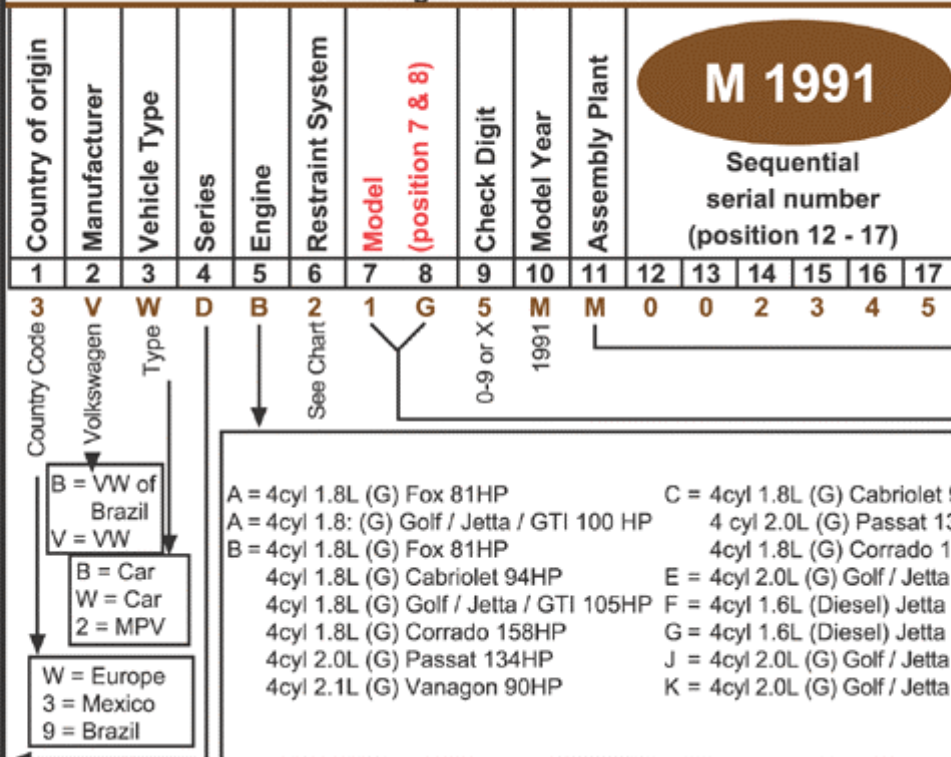 M 1991
Country of origin
Manufacturer
Vehicle Type
Series
Engine
Restraint System
Model
(position 7 & 8)
Check Digit
Model Year
Assembly Plant
Sequential
serial number
(position 12 - 17)
1 2 3 4 5 6 7 8 9 10 11 12 13 14 15 16 17
3 V W D B 2 1 G 5 M M 0 0 2 3 4 5
Country Code
Volkswagen
Type
See Chart
0-9 or X
1991
B = VW of
Brazil
V = VW
B = Car
W = Car
2 = MPV
W = Europe
3 = Mexico
9 = Brazil
A = 4cyl 1.8L (G) Fox 81HP
A = 4cyl 1.8: (G) Golf / Jetta / GTI 100 HP
B = 4cyl 1.8L (G) Fox 81HP
4cyl 1.8L (G) Cabriolet 94HP
4cyl 1.8L (G) Golf / Jetta / GTI 105HP
4cyl 1.8L (G) Corrado 158HP
4cyl 2.0L (G) Passat 134HP
4cyl 2.1L (G) Vanagon 90HP
C = 4cyl 1.8L (G) Cabriolet
4 cyl 2.0L (G) Passat
4cyl 1.8L (G) Corrado
E = 4cyl 2.0L (G) Golf / Jetta
F = 4cyl 1.6L (Diesel) Jetta
G = 4cyl 1.6L (Diesel) Jetta
J = 4cyl 2.0L (G) Golf / Jetta
K = 4cyl 2.0L (G) Golf / Jetta